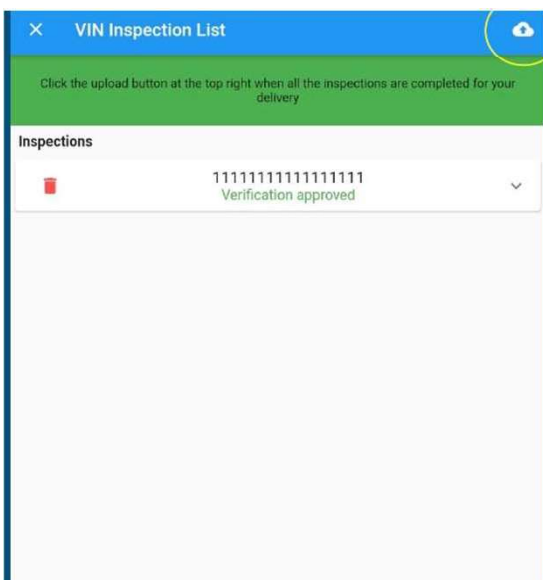 VIN Inspection List
Click the upload button at the top right when all the inspections are completed for your
delivery
Inspections
11111111111111111
Verification approved